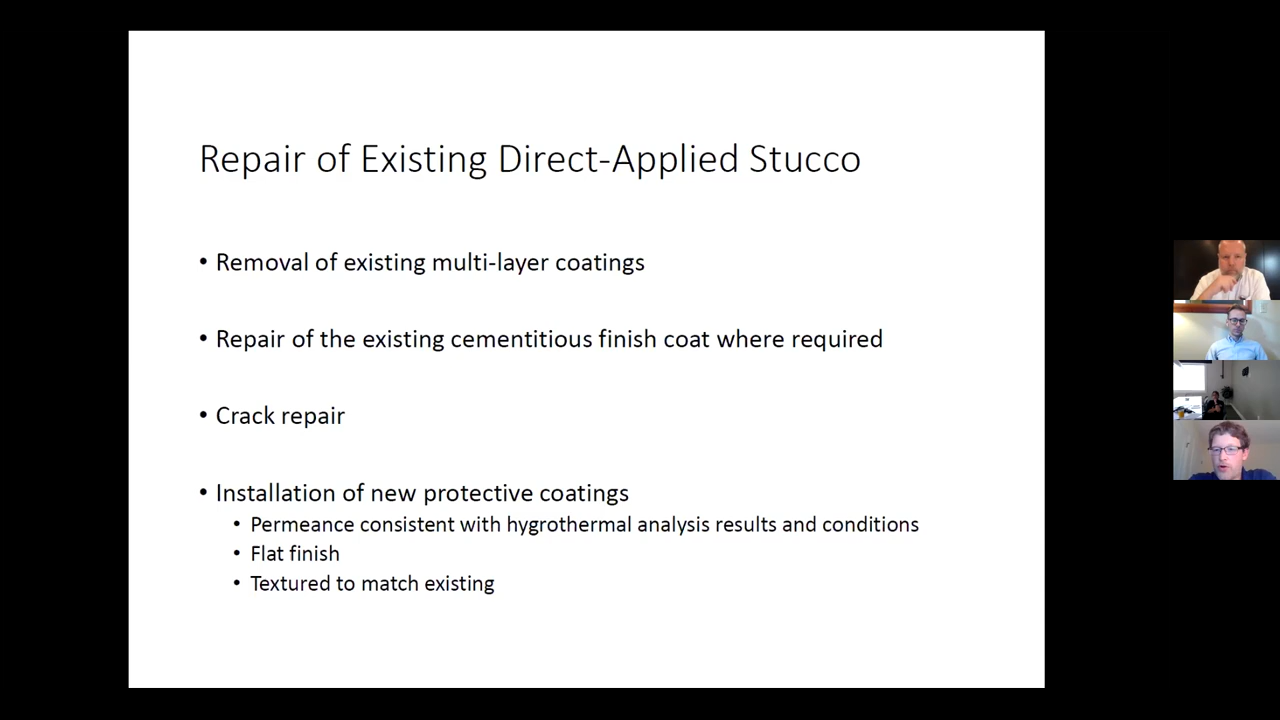 Repair of Existing Direct-Applied Stucco
• Removal of existing multi-layer coatings
• Repair of the existing cementitious finish coat where required
• Crack repair
• Installation of new protective coatings
• Permeance consistent with hygrothermal analysis results and conditions
• Flat finish
• Textured to match existing